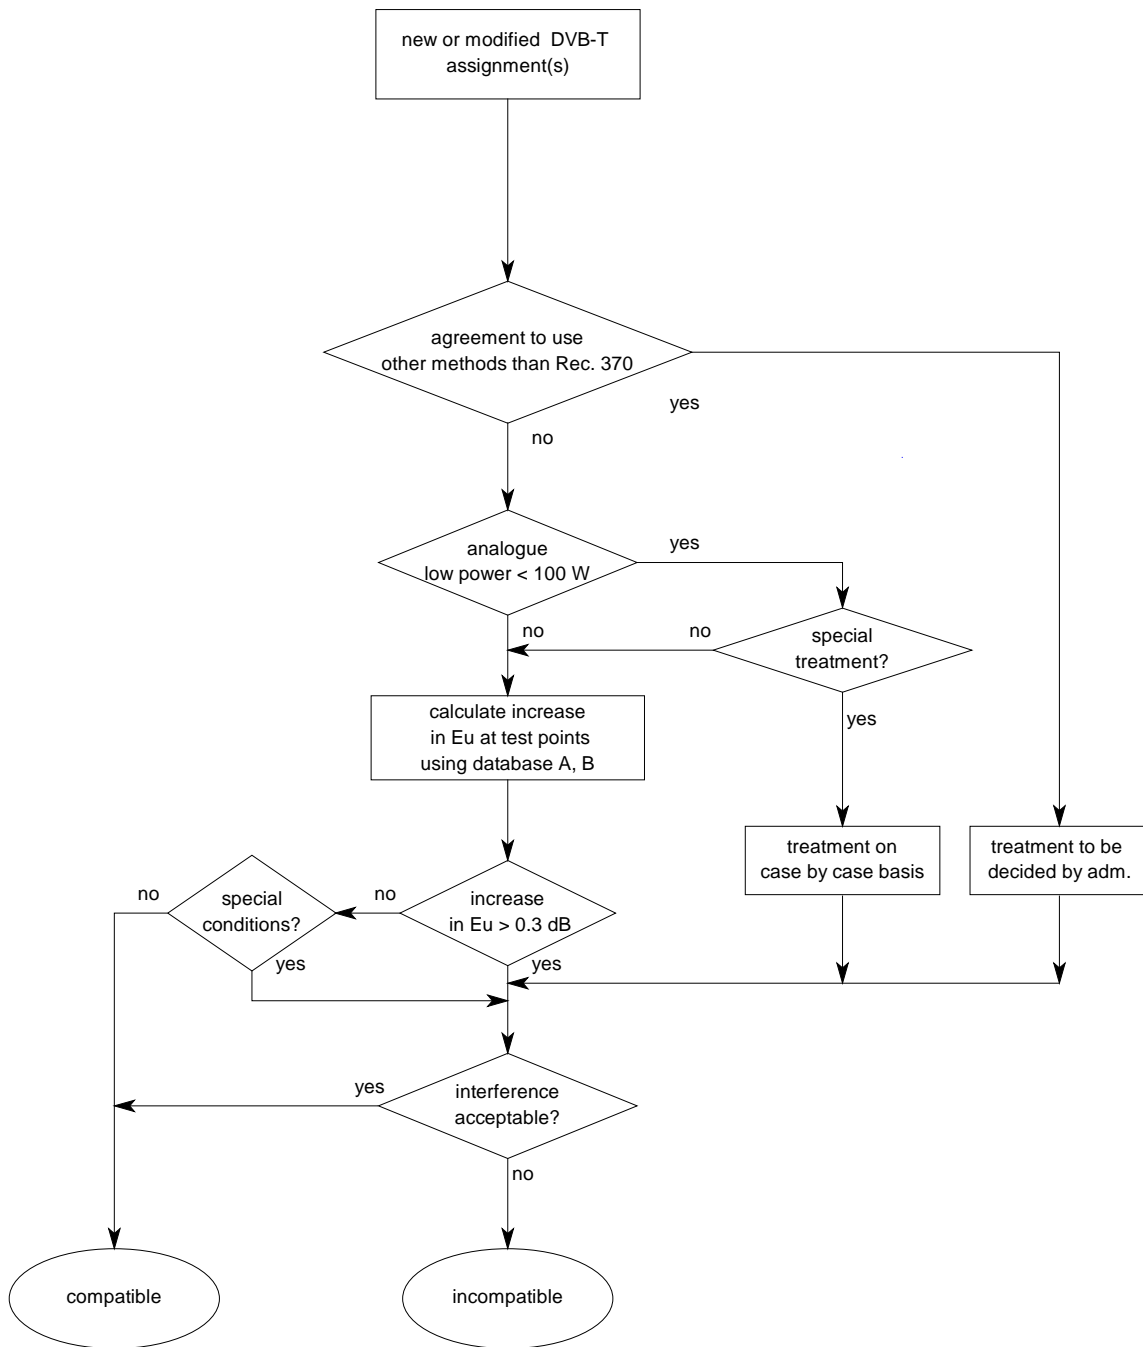 new or modified DVB-T
assignment(s)
agreement to use
other methods than Rec. 370
yes
no
analogue
low power < 100 W
yes
no
no
special
treatment?
yes
calculate increase
in Eu at test points
using database A, B
treatment on
case by case basis
treatment to be
decided by adm.
no
special
conditions?
yes
no
increase
in Eu > 0.3 dB
yes
yes
interference
acceptable?
no
compatible
incompatible